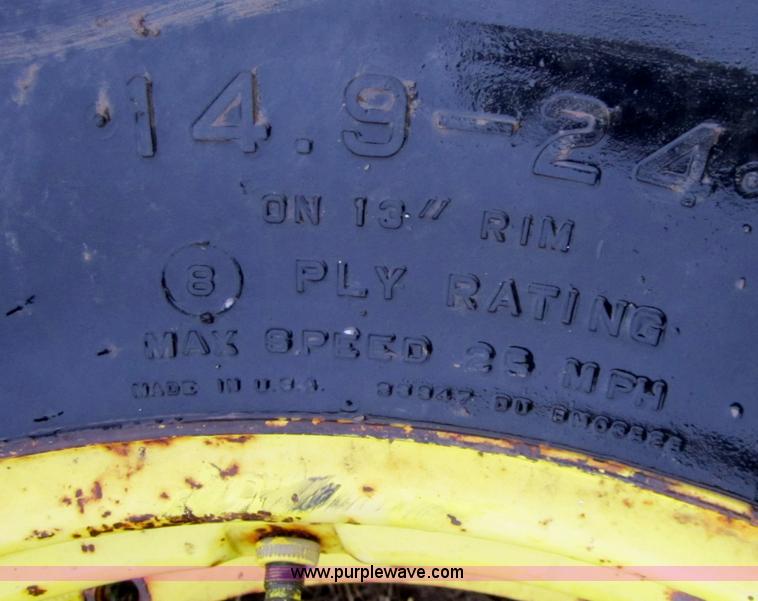 14.9-24
ON 13" RIM
8 PLY RATING
MAX SPEED 25 MPH
MADE IN U.S.A.
www.purplewave.com